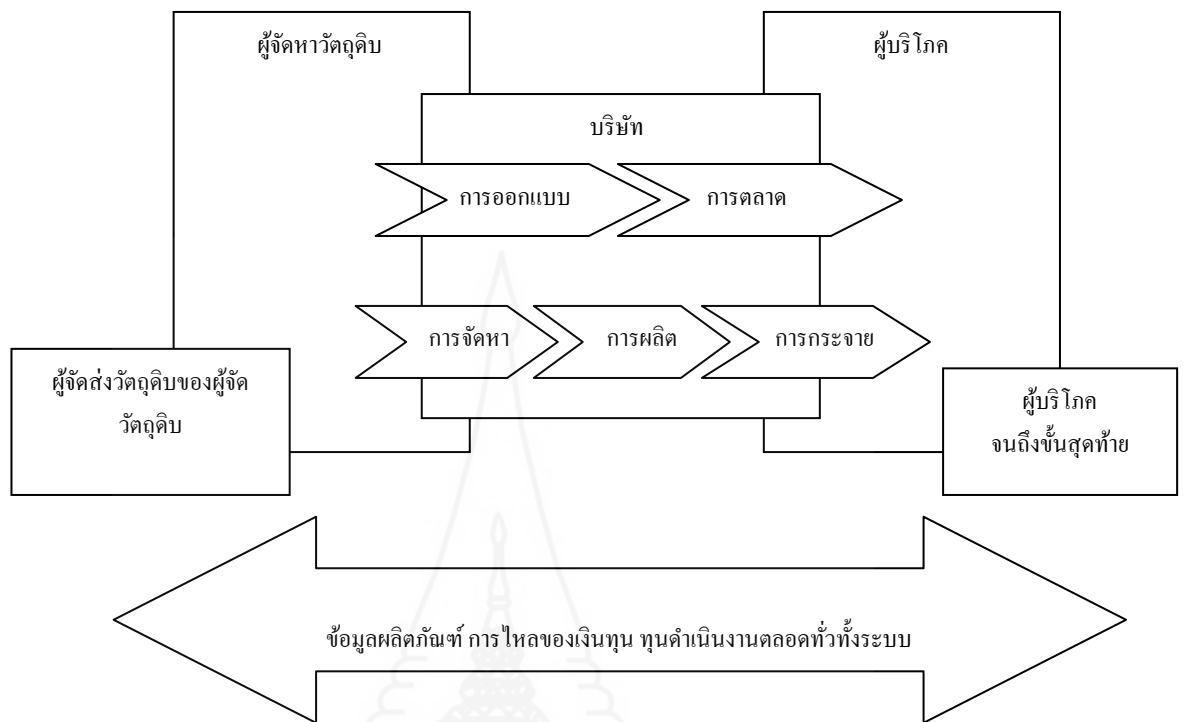 ผู้จัดหาวัตถุดิบ
ผู้บริโภค
บริษัท
การออกแบบ
การตลาด
การจัดหา
การผลิต
การกระจาย
ผู้จัดส่งวัตถุดิบของผู้จัด
วัตถุดิบ
ผู้บริโภค
จนถึงขั้นสุดท้าย
ข้อมูลผลิตภัณฑ์ การไหลของเงินทุน ทุนดำเนินงานตลอดทั่วทั้งระบบ